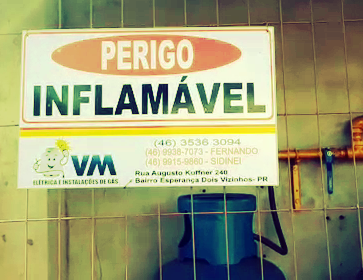 PERIGO
INFLAMÁVEL
(46) 3536 3094
(46) 9938-7073 - FERNANDO
(46) 9915-9860 - SIDINEI
VM
ELÉTRICA E INSTALAÇÕES DE GÁS
Rua Augusto Kuffner 240
Bairro Esperança Dois Vizinhos- PR